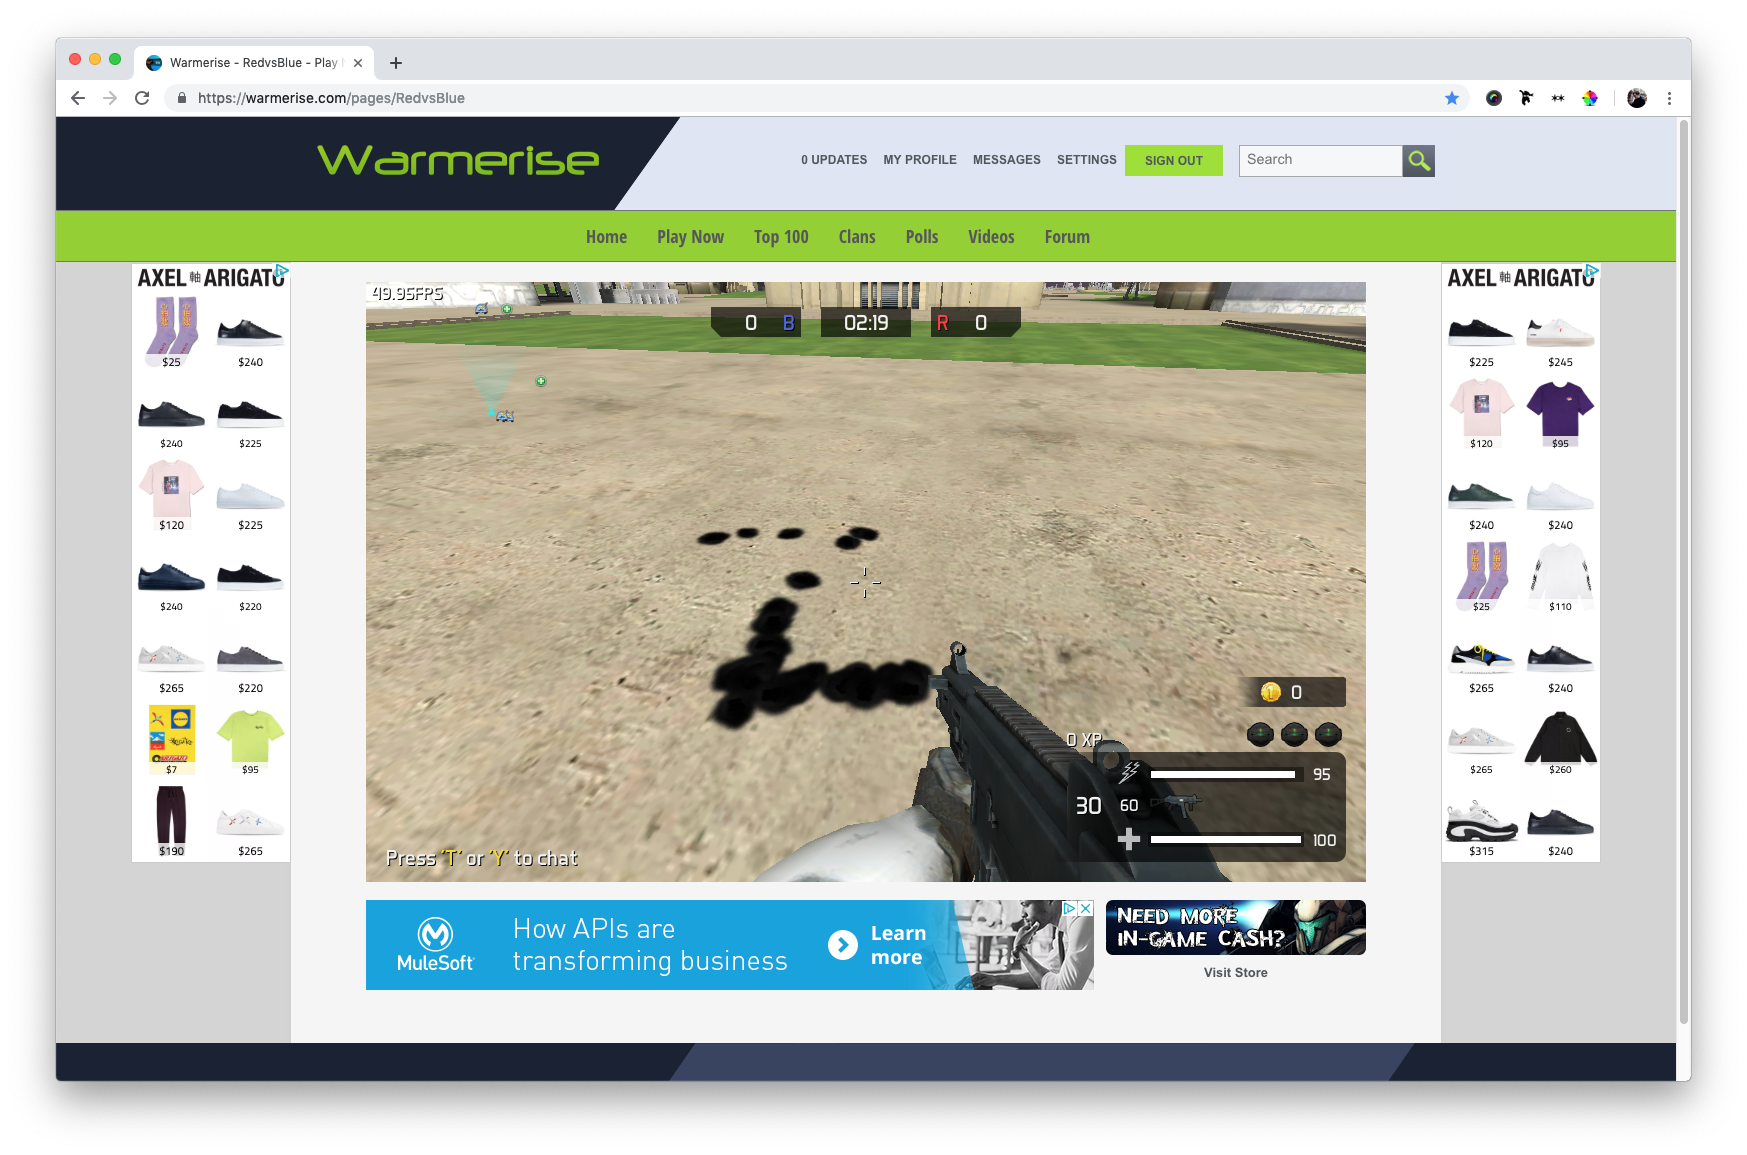 Warmerise - RedvsBlue - Play
https://warmerise.com/pages/RedvsBlue
Warmerise
0 UPDATES MY PROFILE MESSAGES SETTINGS SIGN OUT Search
Home Play Now Top 100 Clans Polls Videos Forum
AXEL 軸 ARIGATO
$25 $240
$240 $225
$120 $225
$240 $220
$265 $220
$7 $95
$190 $265
49.95FPS
0 B 02:19 R 0
0
0 XP
95
30 60
100
Press 'T' or 'Y' to chat
AXEL 軸 ARIGATO
$225 $245
$120 $95
$240 $240
$25 $110
$265 $240
$265 $260
$315 $240
MuleSoft
How APIs are
transforming business
Learn
more
NEED MORE
IN-GAME CASH?
Visit Store